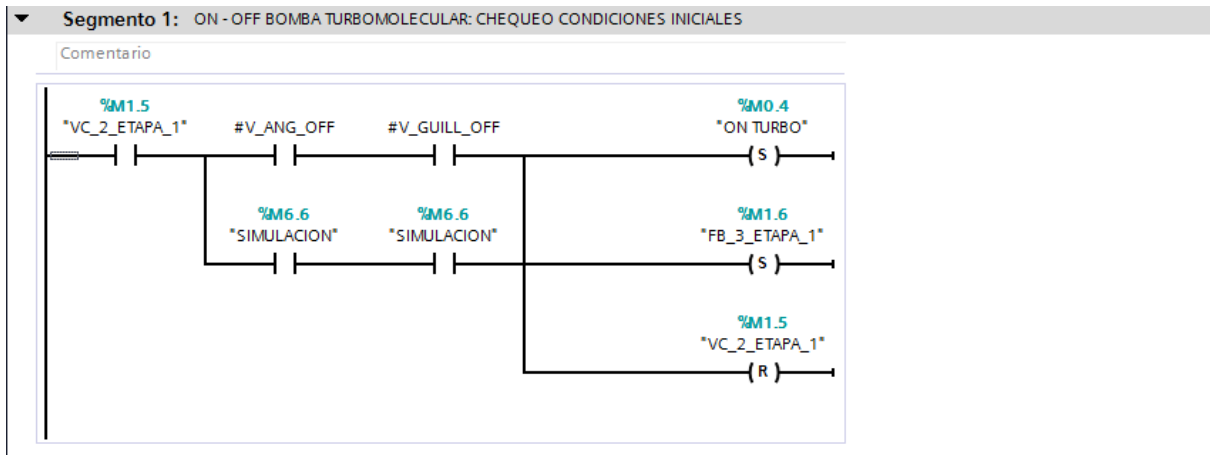 Segmento 1: ON - OFF BOMBA TURBOMOLECULAR: CHEQUEO CONDICIONES INICIALES
Comentario
%M1.5 %M0.4
"VC_2_ETAPA_1" #V_ANG_OFF #V_GUILL_OFF "ON TURBO"
S
%M6.6 %M6.6 %M1.6
"SIMULACION" "SIMULACION" "FB_3_ETAPA_1"
S
%M1.5
"VC_2_ETAPA_1"
R